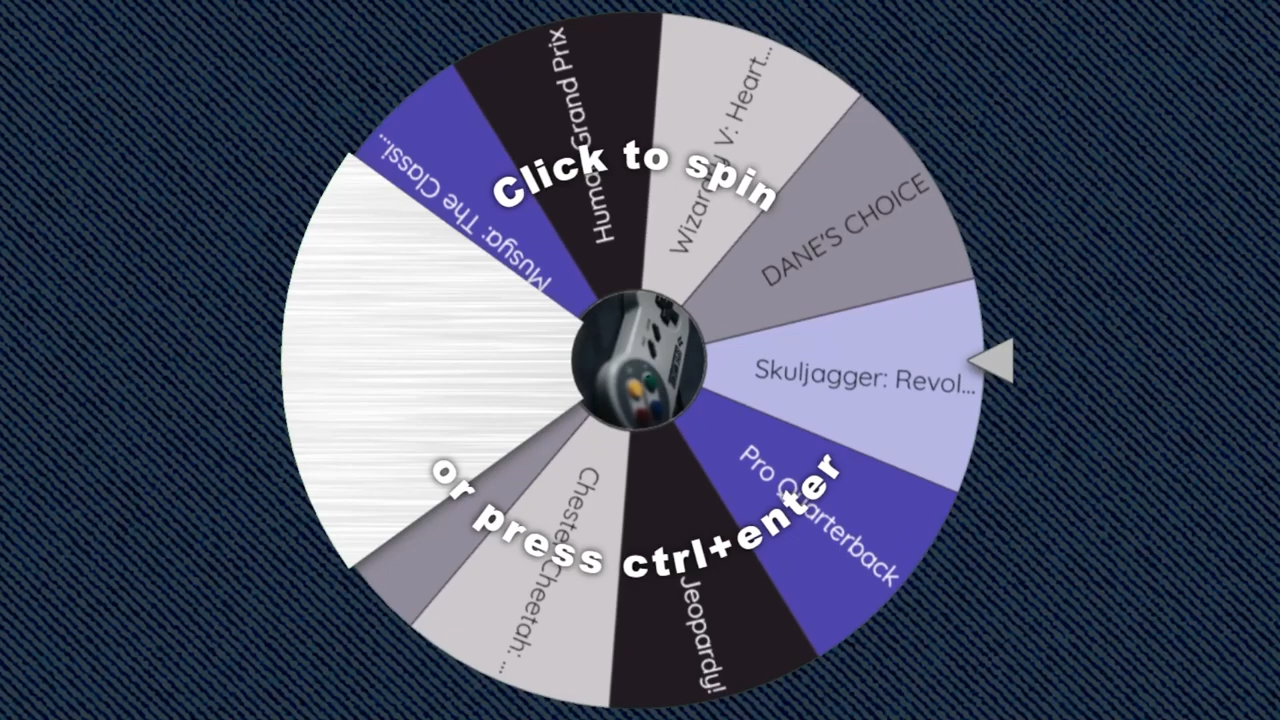 Click to spin
or press ctrl+enter
Musya: The Classi...
Human Grand Prix
Wizardry V: Heart...
DANE'S CHOICE
Skuljagger: Revol...
Pro Quarterback
Jeopardy!
Chester Cheetah: ...